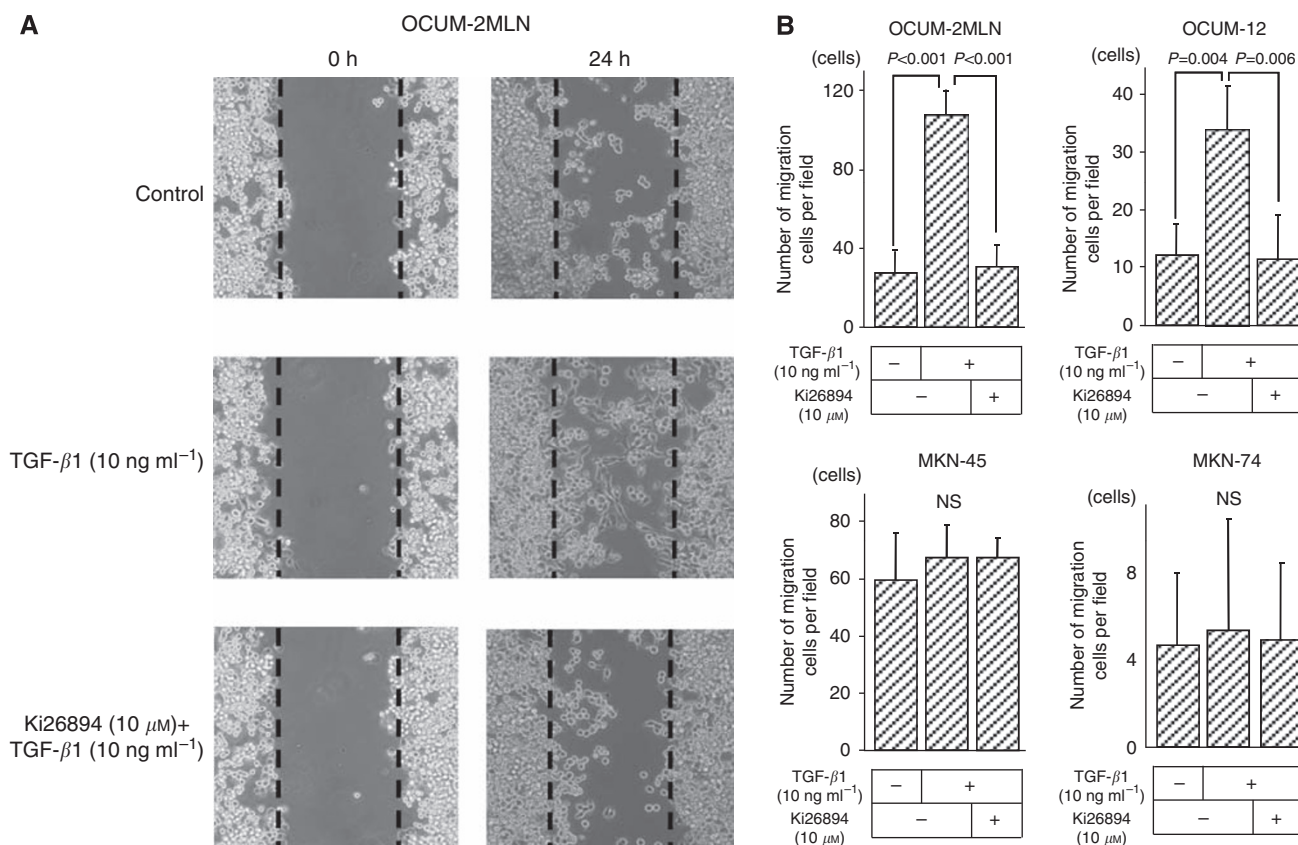 A
OCUM-2MLN
0 h
24 h
Control
TGF-β1 (10 ng ml⁻¹)
Ki26894 (10 μM)+
TGF-β1 (10 ng ml⁻¹)
B
OCUM-2MLN
(cells)
P<0.001
P<0.001
Number of migration
cells per field
120
80
40
0
TGF-β1
(10 ng ml⁻¹)
− +
Ki26894
(10 μM)
− +
OCUM-12
(cells)
P=0.004
P=0.006
Number of migration
cells per field
40
30
20
10
0
TGF-β1
(10 ng ml⁻¹)
− +
Ki26894
(10 μM)
− +
MKN-45
(cells)
NS
Number of migration
cells per field
80
60
40
20
0
TGF-β1
(10 ng ml⁻¹)
− +
Ki26894
(10 μM)
− +
MKN-74
(cells)
NS
Number of migration
cells per field
8
4
0
TGF-β1
(10 ng ml⁻¹)
− +
Ki26894
(10 μM)
− +